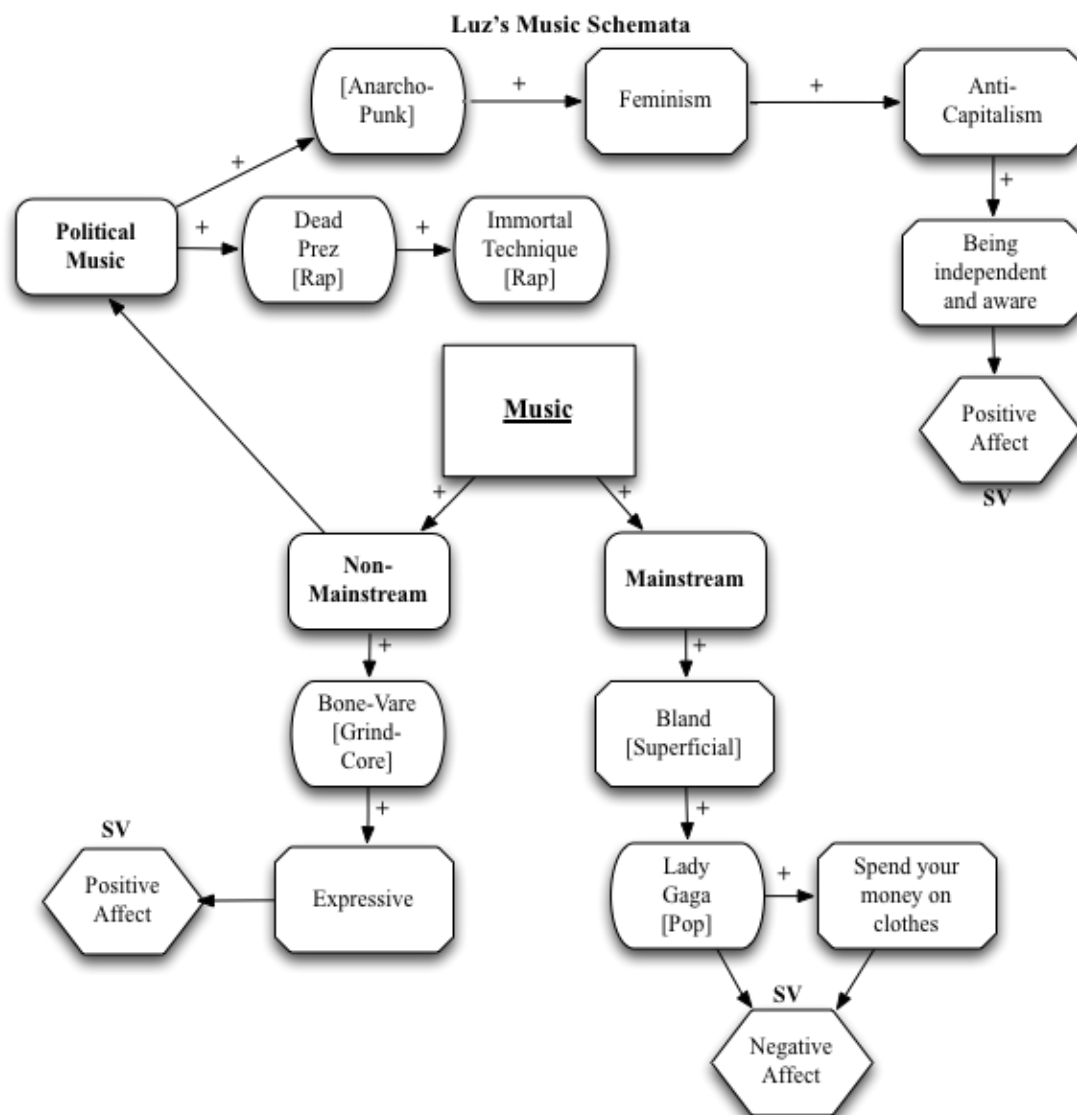 Luz's Music Schemata
[Anarcho-
Punk]
+
Feminism
+
Anti-
Capitalism
+
+
Political
Music
+
Dead
Prez
[Rap]
+
Immortal
Technique
[Rap]
Being
independent
and aware
Positive
Affect
SV
Music
+
+
Non-
Mainstream
Mainstream
+
+
Bone-Vare
[Grind-
Core]
Bland
[Superficial]
+
+
SV
Positive
Affect
Expressive
Lady
Gaga
[Pop]
+
Spend your
money on
clothes
SV
Negative
Affect